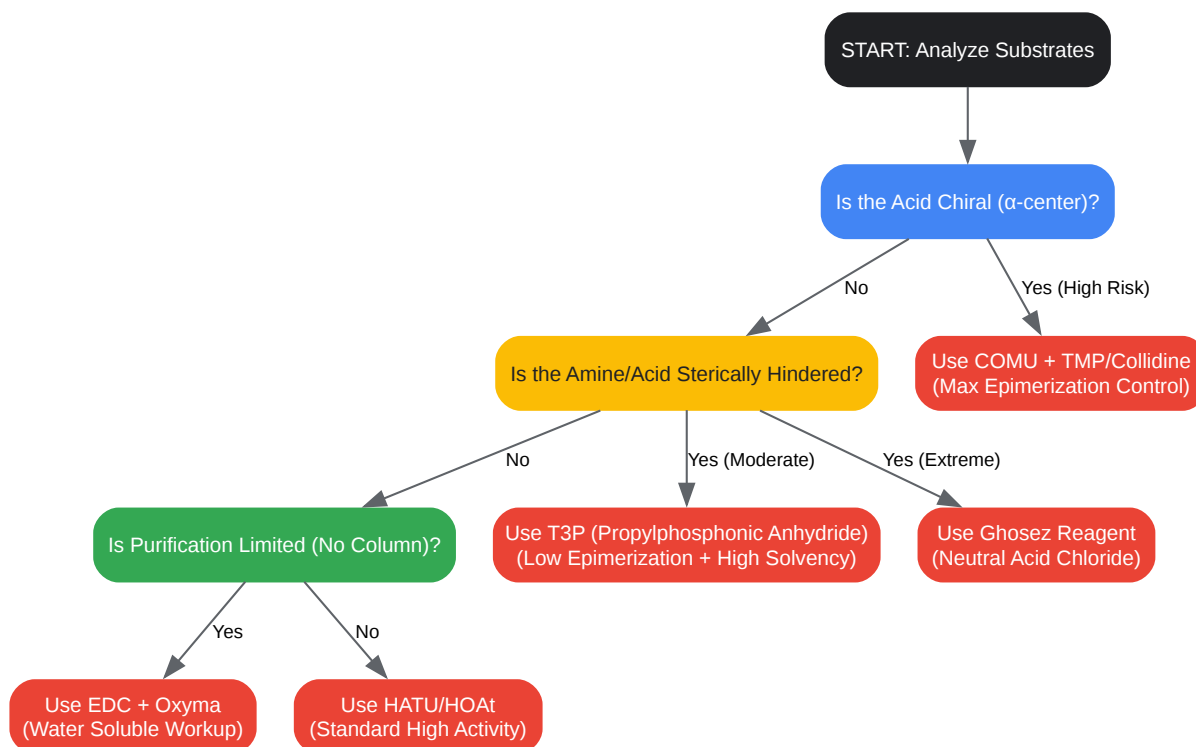 START: Analyze Substrates
Is the Acid Chiral (α-center)?
No
Yes (High Risk)
Is the Amine/Acid Sterically Hindered?
Use COMU + TMP/Collidine
(Max Epimerization Control)
No
Yes (Moderate)
Yes (Extreme)
Is Purification Limited (No Column)?
Use T3P (Propylphosphonic Anhydride)
(Low Epimerization + High Solvency)
Use Ghosez Reagent
(Neutral Acid Chloride)
Yes
No
Use EDC + Oxyma
(Water Soluble Workup)
Use HATU/HOAt
(Standard High Activity)